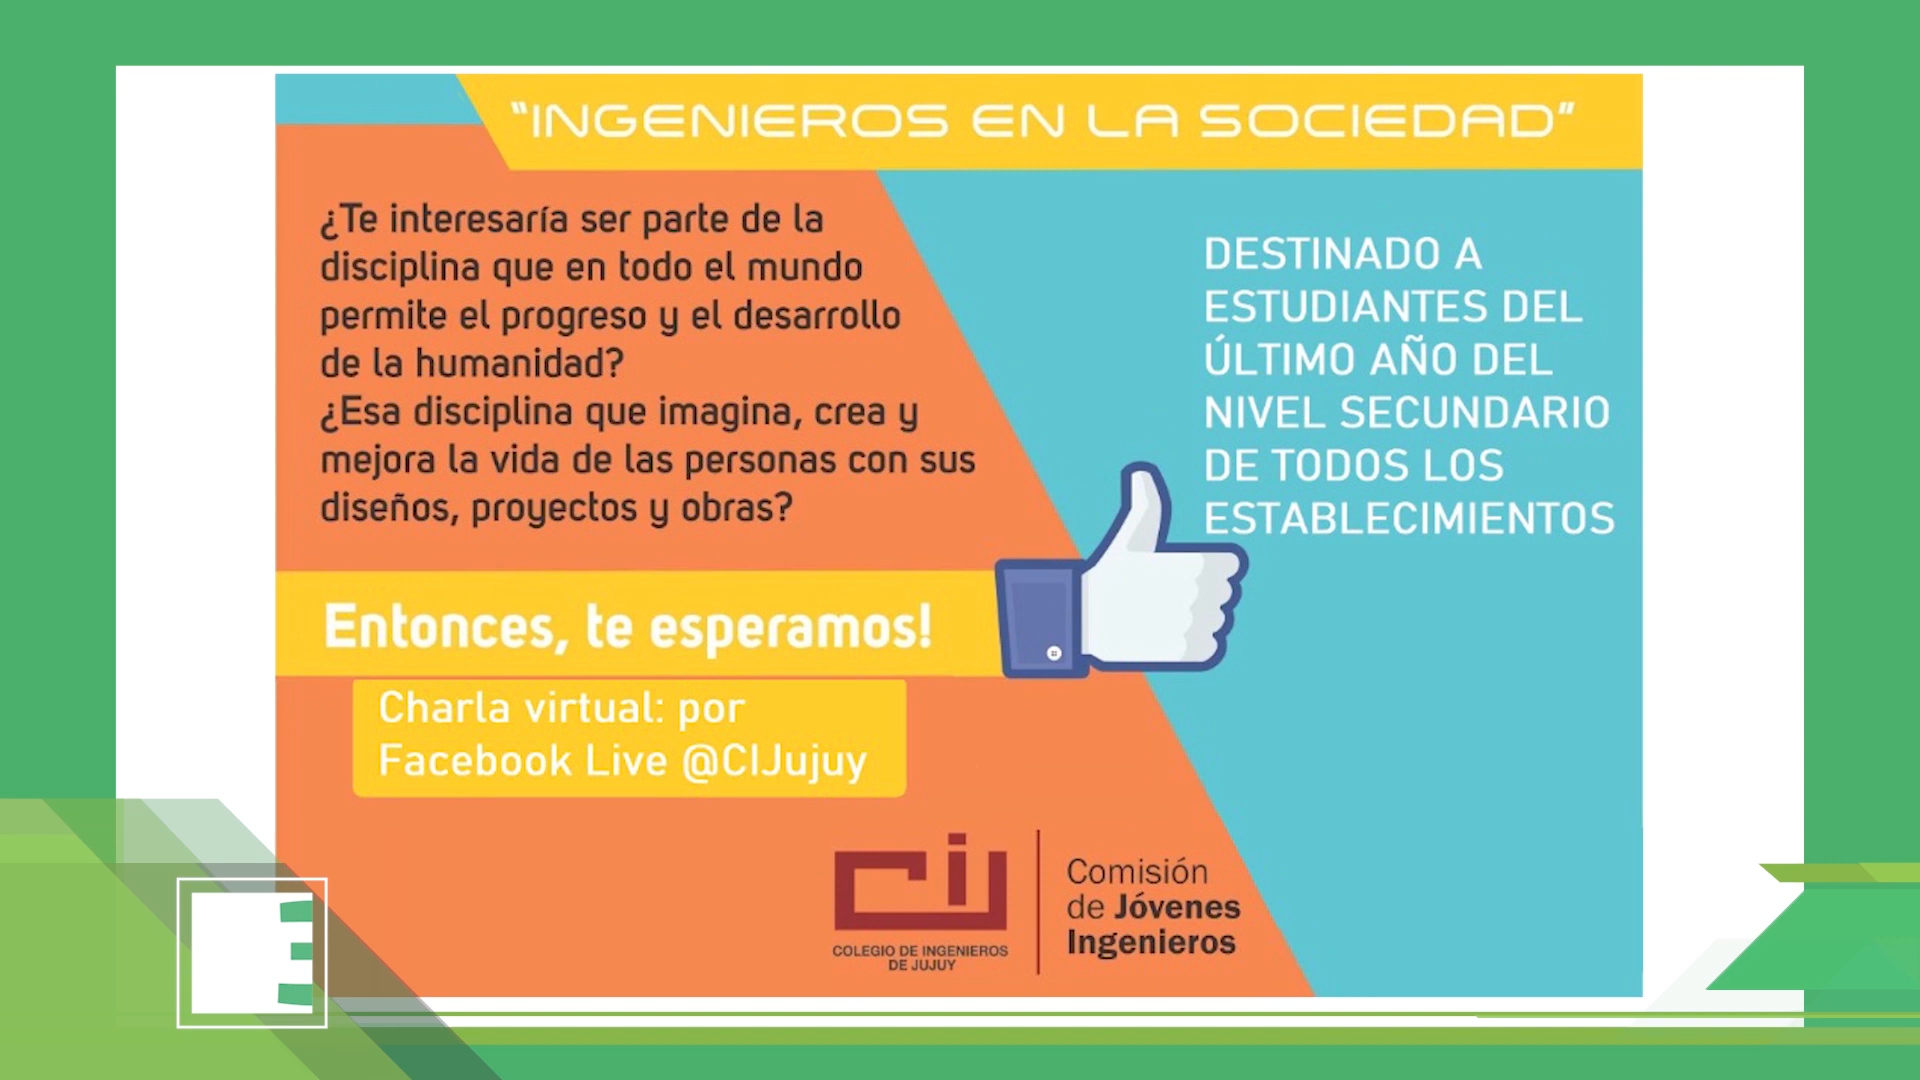 "INGENIEROS EN LA SOCIEDAD"
¿Te interesaría ser parte de la
disciplina que en todo el mundo
permite el progreso y el desarrollo
de la humanidad?
¿Esa disciplina que imagina, crea y
mejora la vida de las personas con sus
diseños, proyectos y obras?
DESTINADO A
ESTUDIANTES DEL
ÚLTIMO AÑO DEL
NIVEL SECUNDARIO
DE TODOS LOS
ESTABLECIMIENTOS
Entonces, te esperamos!
Charla virtual: por
Facebook Live @CIJujuy
CIJ
COLEGIO DE INGENIEROS
DE JUJUY
Comisión
de Jóvenes
Ingenieros